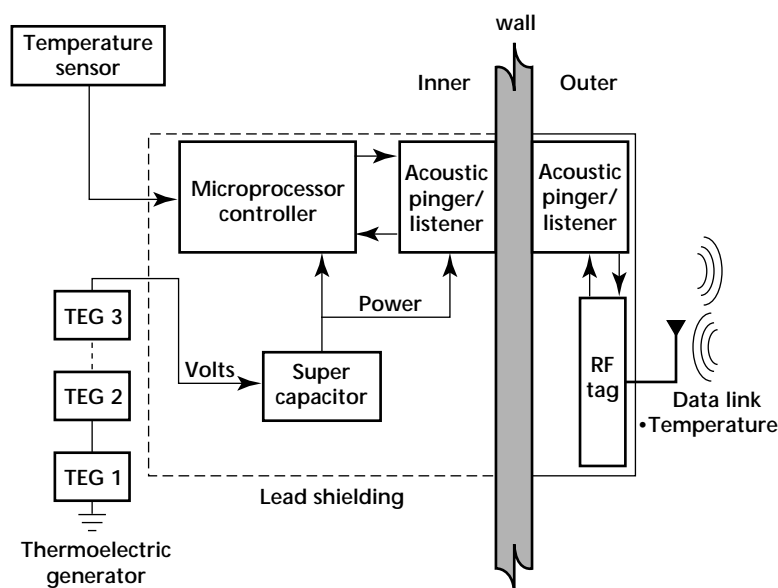 wall
Temperature
sensor
Inner
Outer
Microprocessor
controller
Acoustic
pinger/
listener
Acoustic
pinger/
listener
TEG 3
Power
Volts
Super
capacitor
RF
tag
TEG 2
Data link
•Temperature
TEG 1
Lead shielding
Thermoelectric
generator